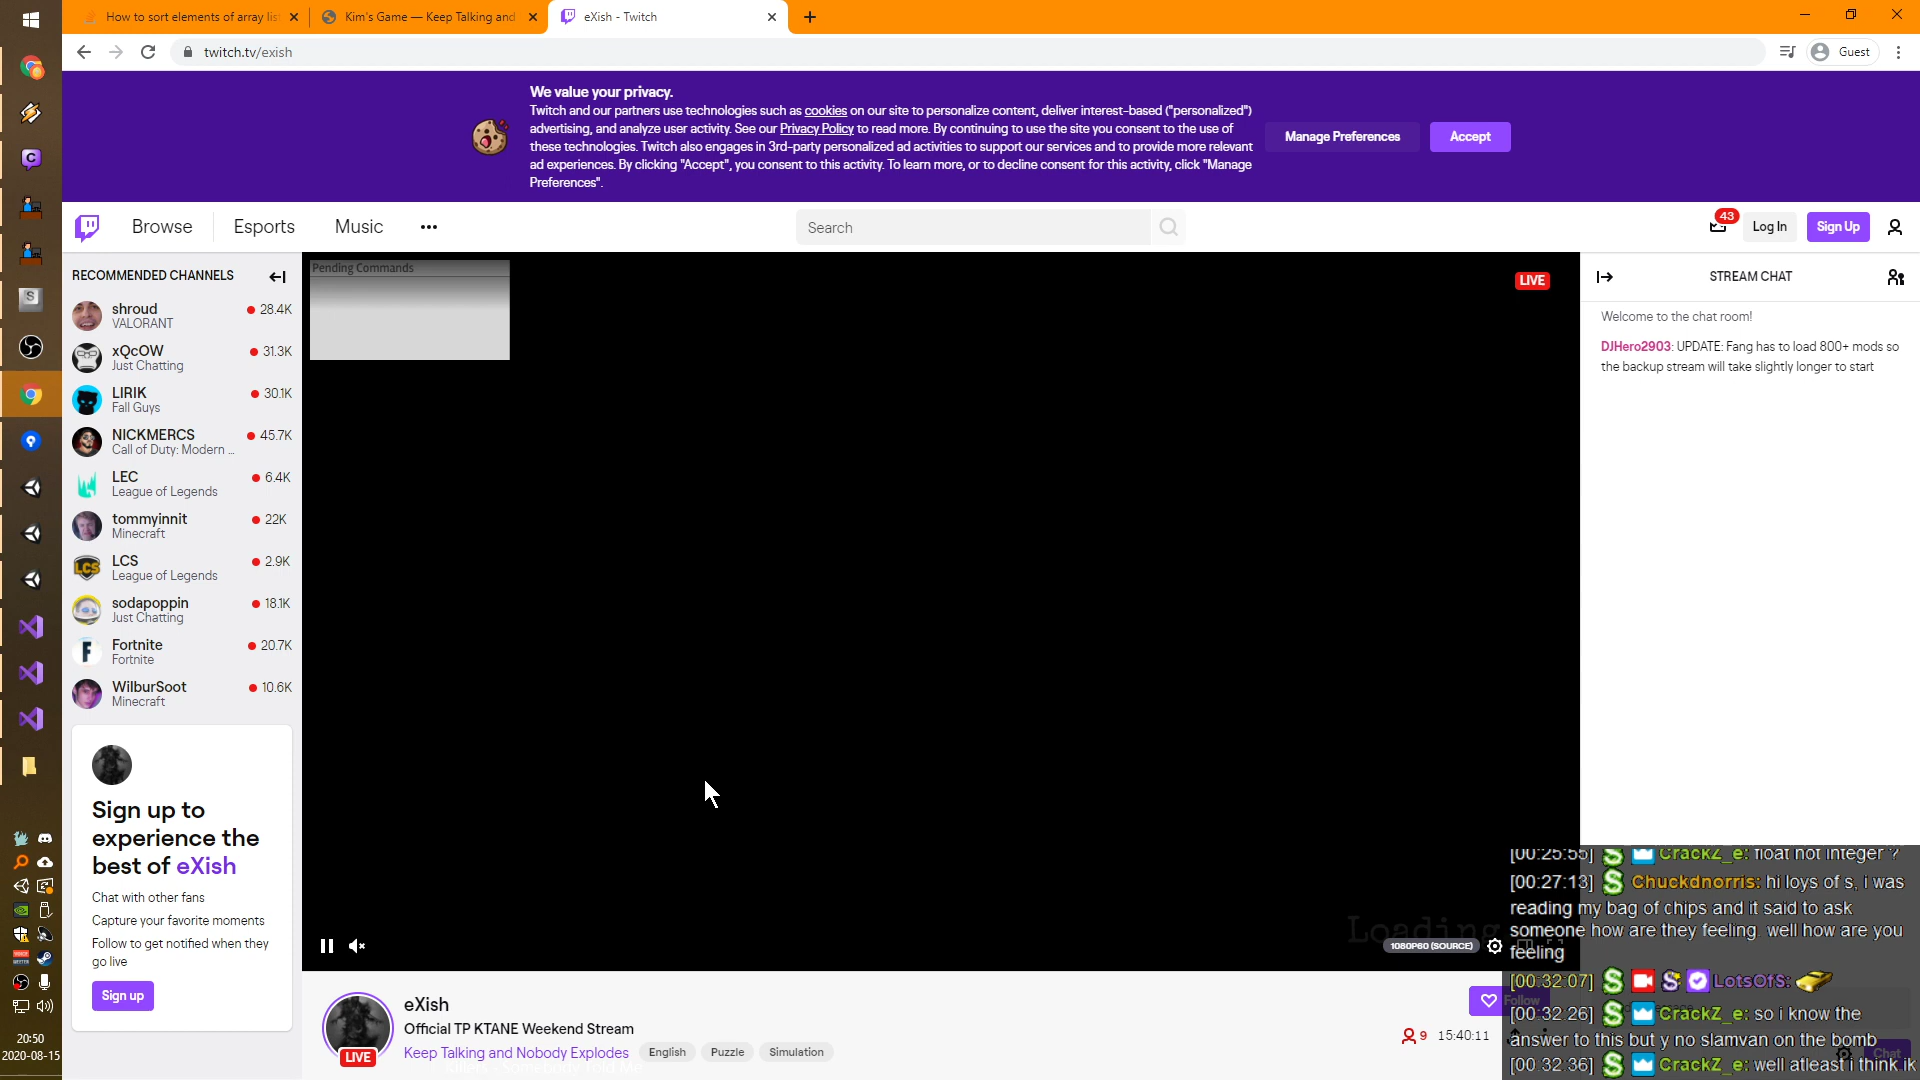 How to sort elements of array lis
Kim's Game — Keep Talking and
eXish - Twitch
twitch.tv/exish
Guest
We value your privacy.
Twitch and our partners use technologies such as cookies on our site to personalize content, deliver interest-based ("personalized")
advertising, and analyze user activity. See our Privacy Policy to read more. By continuing to use the site you consent to the use of
these technologies. Twitch also engages in 3rd-party personalized ad activities to support our services and to provide more relevant
ad experiences. By clicking "Accept", you consent to this activity. To learn more, or to decline consent for this activity, click "Manage
Preferences".
Manage Preferences
Accept
Browse
Esports
Music
Search
43
Log In
Sign Up
RECOMMENDED CHANNELS
shroud 28.4K
VALORANT
xQcOW 31.3K
Just Chatting
LIRIK 30.1K
Fall Guys
NICKMERCS 45.7K
Call of Duty: Modern ...
LEC 6.4K
League of Legends
tommyinnit 22K
Minecraft
LCS 2.9K
League of Legends
sodapoppin 18.1K
Just Chatting
Fortnite 20.7K
Fortnite
WilburSoot 10.6K
Minecraft
Sign up to
experience the
best of eXish
Chat with other fans
Capture your favorite moments
Follow to get notified when they
go live
Sign up
20:50
2020-08-15
Pending Commands
LIVE
Loading
1080P60 (SOURCE)
eXish
Official TP KTANE Weekend Stream
Keep Talking and Nobody Explodes
English
Puzzle
Simulation
LIVE
Follow
9
15:40:11
STREAM CHAT
Welcome to the chat room!
DJHero2903: UPDATE: Fang has to load 800+ mods so
the backup stream will take slightly longer to start
[00:25:55] CrackZ_e: float not integer ?
[00:27:13] Chuckdnorris: hi loys of s, i was
reading my bag of chips and it said to ask
someone how are they feeling. well how are you
feeling
[00:32:07] LotsOfS:
[00:32:26] CrackZ_e: so i know the
answer to this but y no slamvan on the bomb
[00:32:36] CrackZ_e: well atleast i think ik
Chat